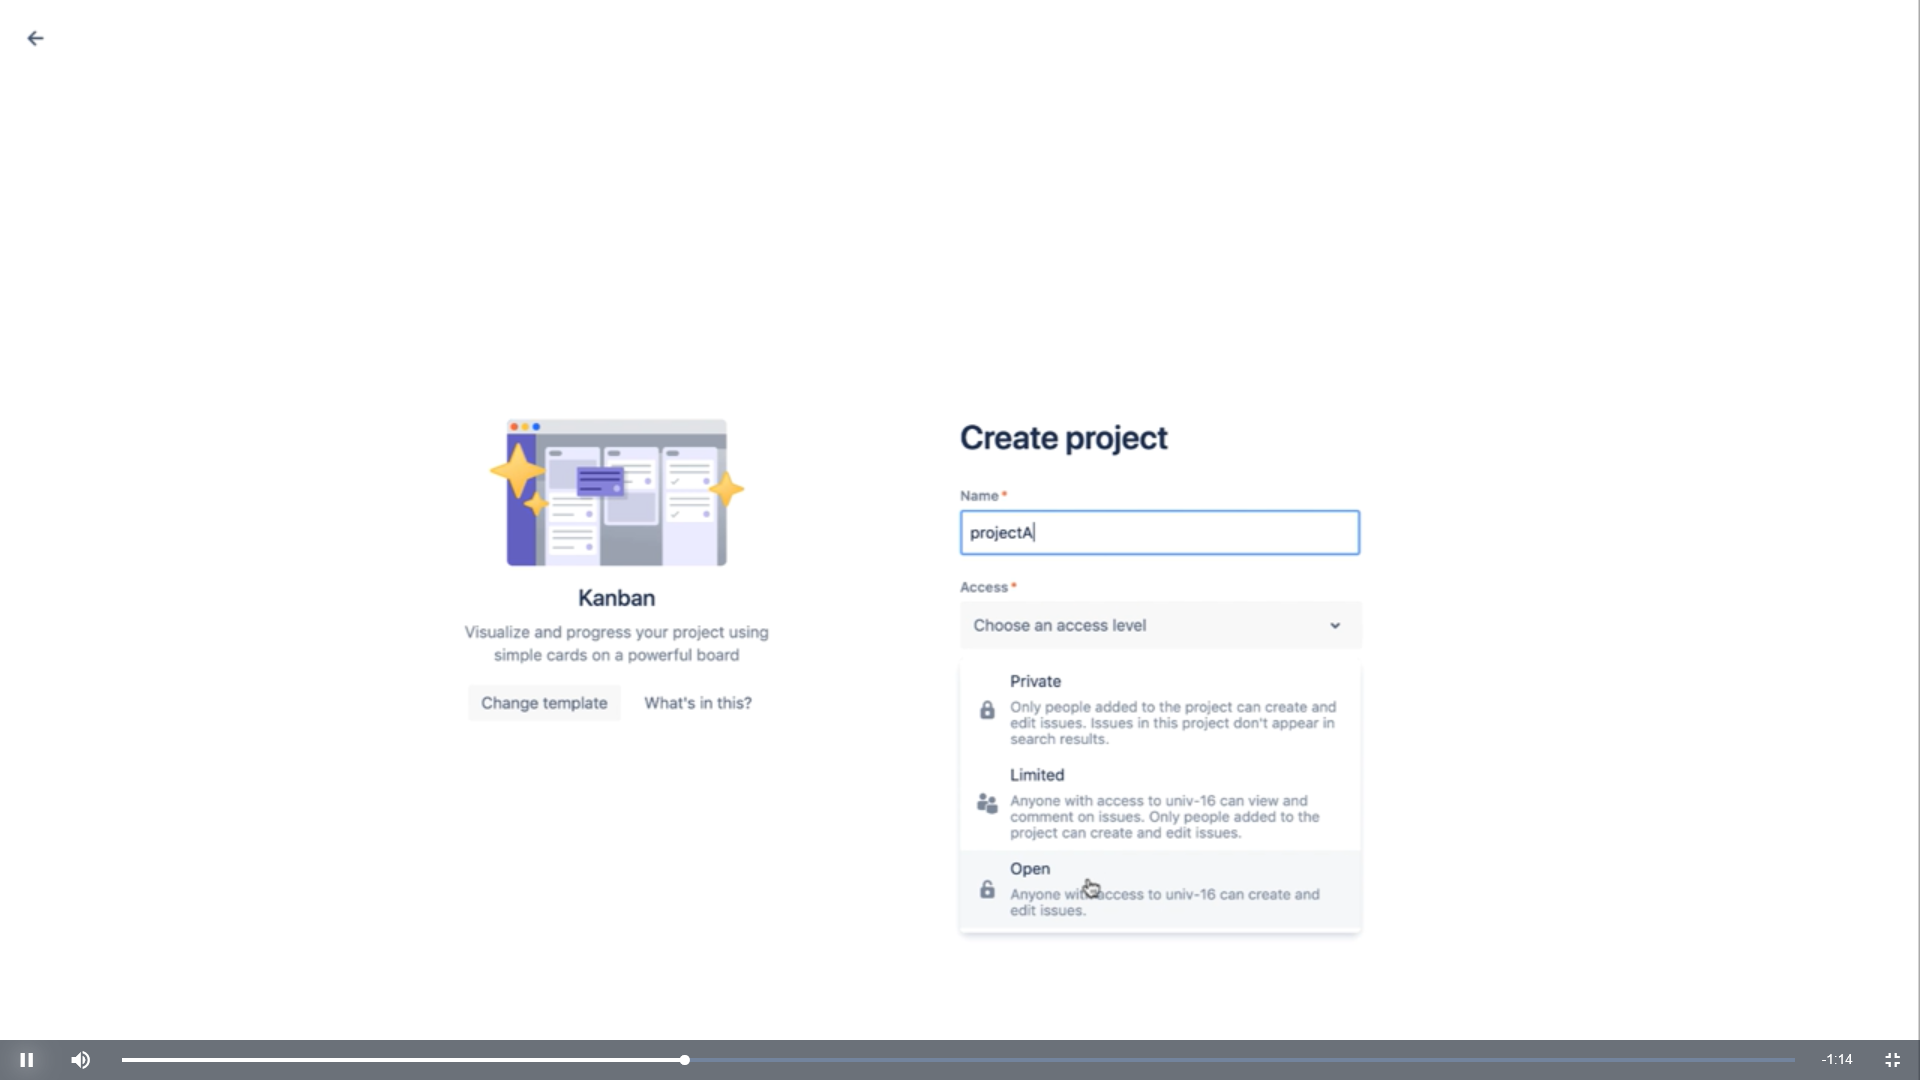 Kanban
Visualize and progress your project using
simple cards on a powerful board
Change template
What's in this?
Create project
Name*
projectA
Access*
Choose an access level
Private
Only people added to the project can create and
edit issues. Issues in this project don't appear in
search results.
Limited
Anyone with access to univ-16 can view and
comment on issues. Only people added to the
project can create and edit issues.
Open
Anyone with access to univ-16 can create and
edit issues.
-1:14